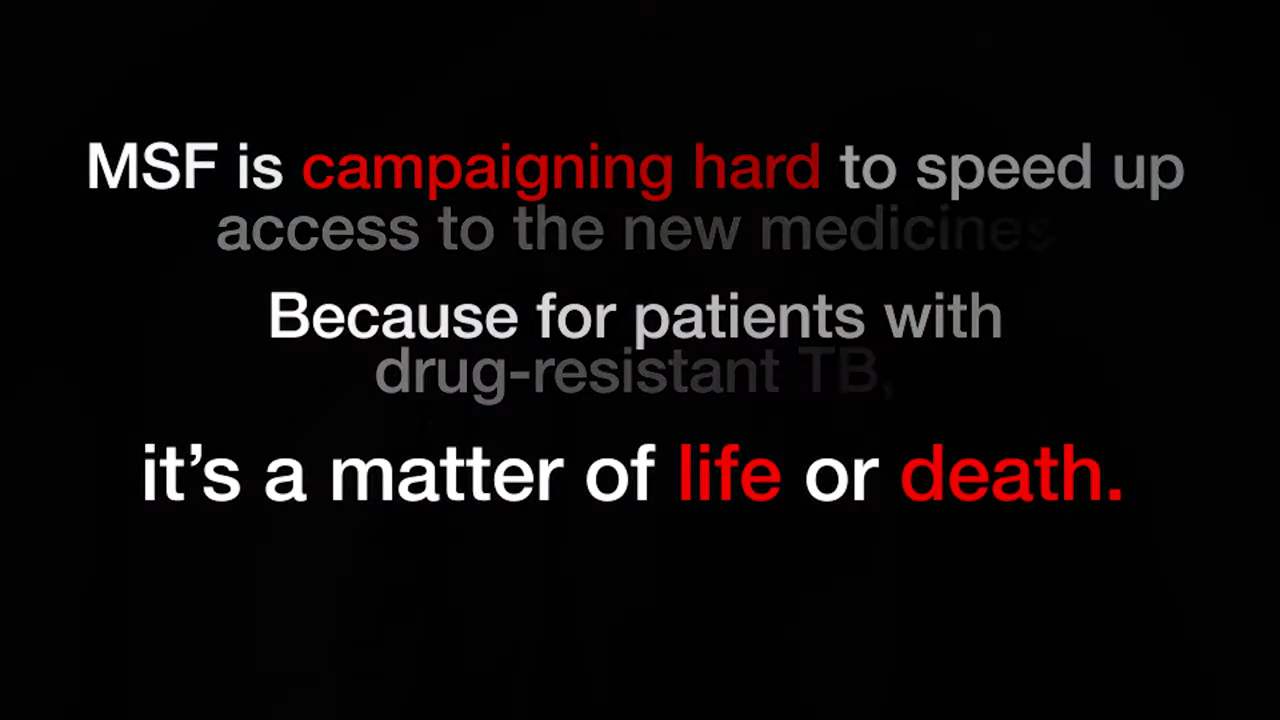 MSF is campaigning hard to speed up
access to the new medicines
Because for patients with
drug-resistant TB,
it’s a matter of life or death.